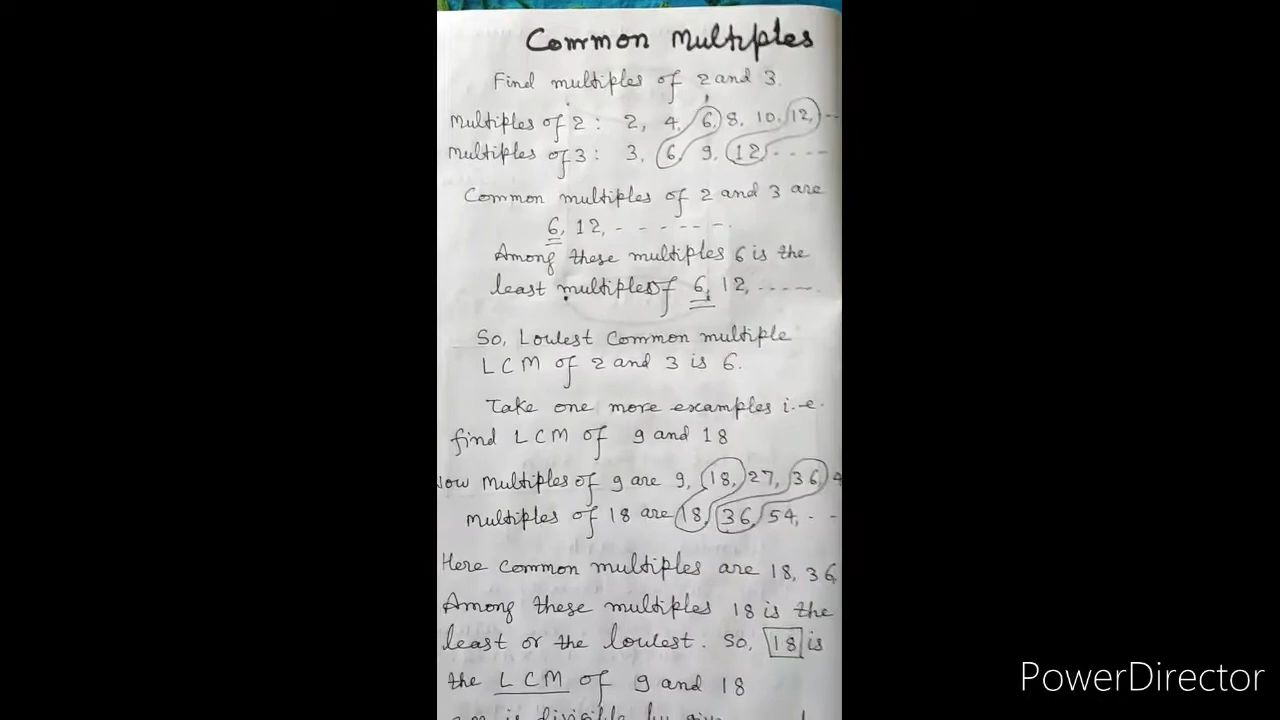 Common Multiples
Find multiples of 2 and 3.
Multiples of 2 : 2, 4, 6, 8, 10, 12, --
Multiples of 3 : 3, 6, 9, 12, ----
Common multiples of 2 and 3 are
6, 12, ------.
Among these multiples 6 is the
least multiples of 6, 12, -----.
So, Lowest Common multiple
LCM of 2 and 3 is 6.
Take one more examples i.e.
find LCM of 9 and 18
Now Multiples of 9 are 9, 18, 27, 36, 4
Multiples of 18 are 18, 36, 54, - --
Here common multiples are 18, 36,
Among these multiples 18 is the
least or the lowest. So, 18 is
the LCM of 9 and 18
is divisible by
PowerDirector